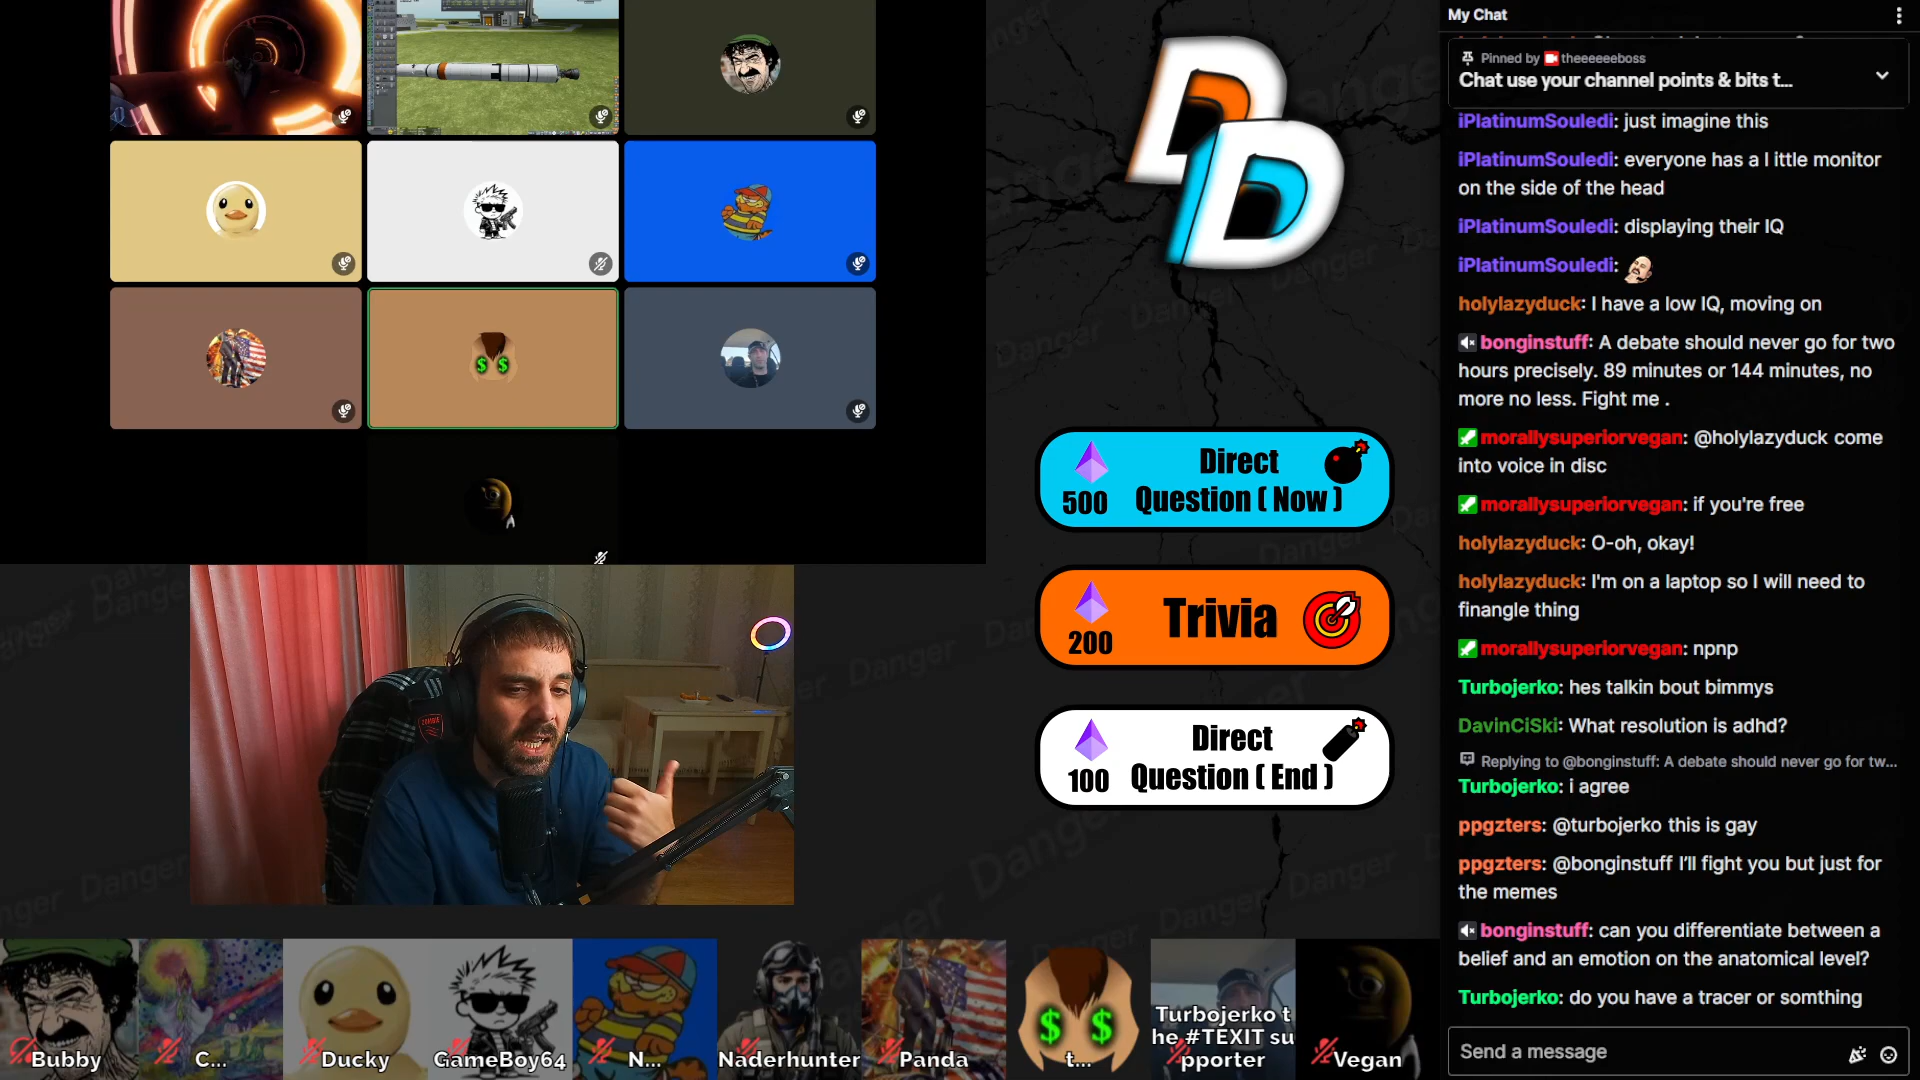 My Chat
Pinned by theeeeeeboss
Chat use your channel points & bits t...
iPlatinumSouledi: just imagine this
iPlatinumSouledi: everyone has a l ittle monitor
on the side of the head
iPlatinumSouledi: displaying their IQ
iPlatinumSouledi:
holylazyduck: I have a low IQ, moving on
bonginstuff: A debate should never go for two
hours precisely. 89 minutes or 144 minutes, no
more no less. Fight me .
morallysuperiorvegan: @holylazyduck come
into voice in disc
morallysuperiorvegan: if you're free
holylazyduck: O-oh, okay!
holylazyduck: I'm on a laptop so I will need to
finangle thing
morallysuperiorvegan: npnp
Turbojerko: hes talkin bout bimmys
DavinCiSki: What resolution is adhd?
Replying to @bonginstuff: A debate should never go for tw...
Turbojerko: i agree
ppgzters: @turbojerko this is gay
ppgzters: @bonginstuff I'll fight you but just for
the memes
bonginstuff: can you differentiate between a
belief and an emotion on the anatomical level?
Turbojerko: do you have a tracer or somthing
Send a message
DD
500
Direct
Question ( Now )
200
Trivia
100
Direct
Question ( End )
Danger
Bubby
C...
Ducky
GameBoy64
N...
Naderhunter
Panda
t...
Turbojerko t
he #TEXIT su
pporter
Vegan